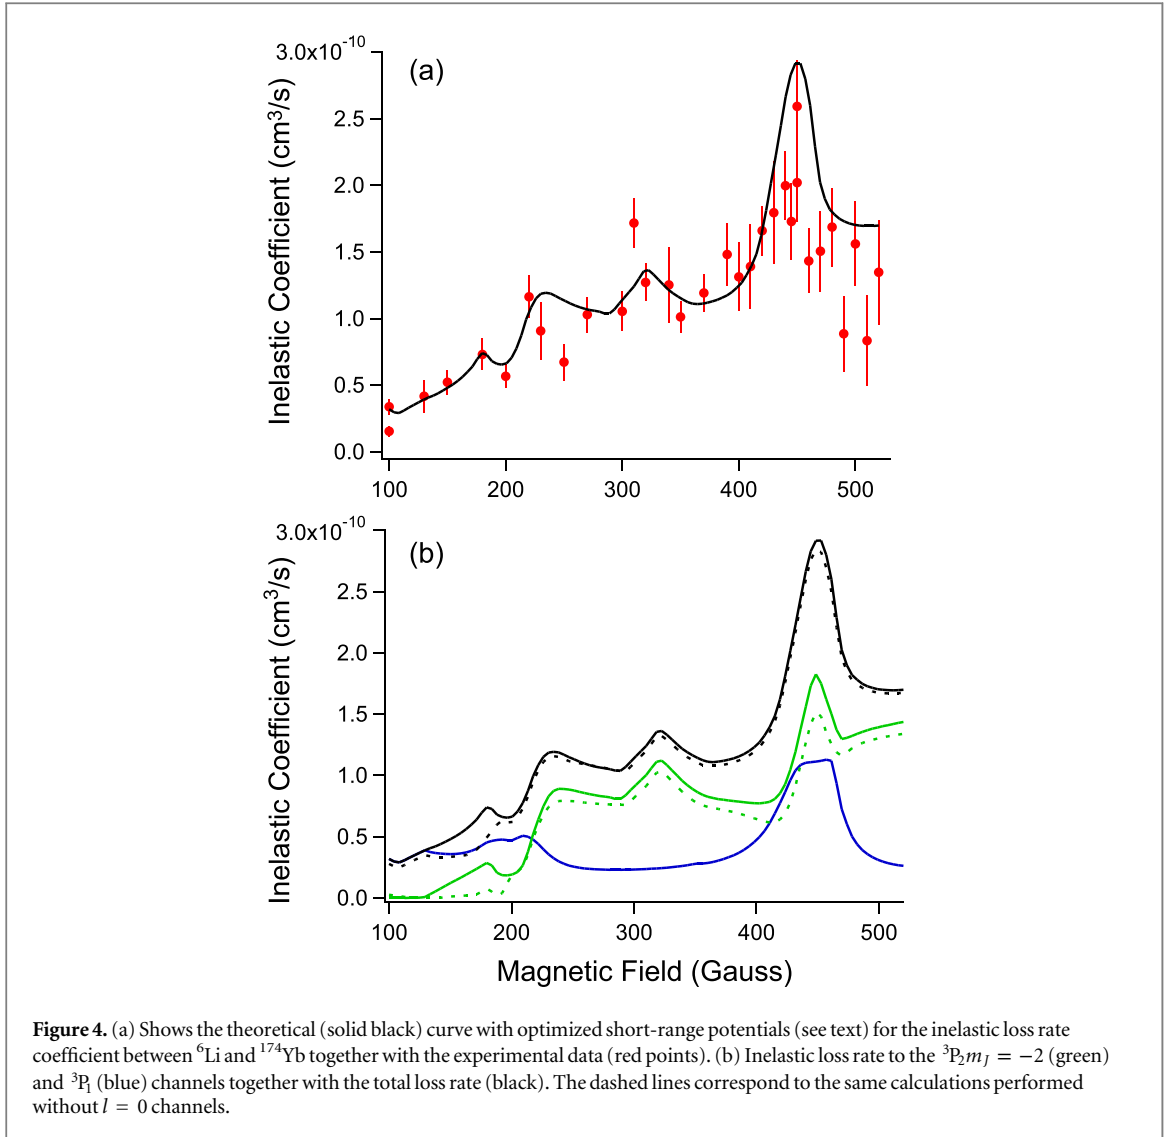 3.0x10⁻¹⁰
(a)
2.5
2.0
1.5
1.0
0.5
0.0
Inelastic Coefficient (cm³/s)
100 200 300 400 500
3.0x10⁻¹⁰
(b)
2.5
2.0
1.5
1.0
0.5
0.0
Inelastic Coefficient (cm³/s)
100 200 300 400 500
Magnetic Field (Gauss)
Figure 4. (a) Shows the theoretical (solid black) curve with optimized short-range potentials (see text) for the inelastic loss rate
coefficient between ⁶Li and ¹⁷⁴Yb together with the experimental data (red points). (b) Inelastic loss rate to the ³P₂m_J = −2 (green)
and ³P₁ (blue) channels together with the total loss rate (black). The dashed lines correspond to the same calculations performed
without l = 0 channels.